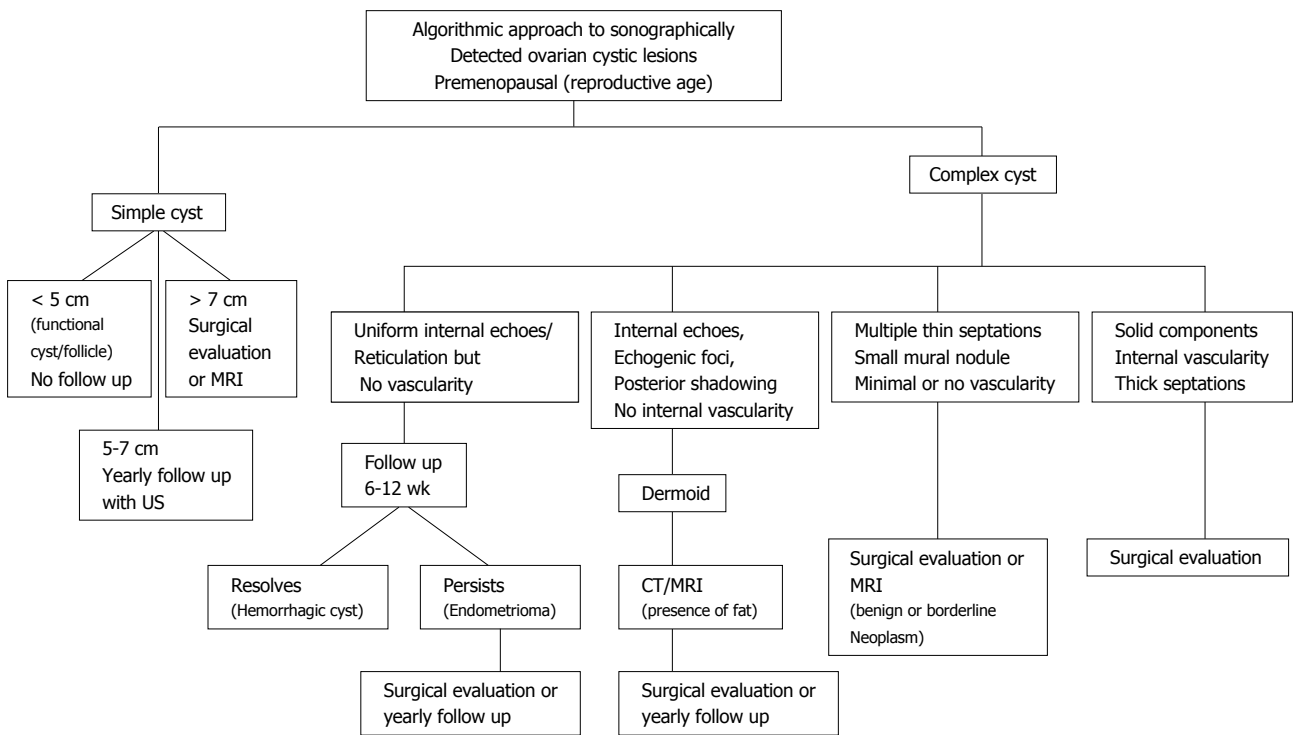 Algorithmic approach to sonographically
Detected ovarian cystic lesions
Premenopausal (reproductive age)
Simple cyst
Complex cyst
< 5 cm
(functional
cyst/follicle)
No follow up
> 7 cm
Surgical
evaluation
or MRI
5-7 cm
Yearly follow up
with US
Uniform internal echoes/
Reticulation but
No vascularity
Internal echoes,
Echogenic foci,
Posterior shadowing
No internal vascularity
Multiple thin septations
Small mural nodule
Minimal or no vascularity
Solid components
Internal vascularity
Thick septations
Follow up
6-12 wk
Dermoid
Resolves
(Hemorrhagic cyst)
Persists
(Endometrioma)
CT/MRI
(presence of fat)
Surgical evaluation or
MRI
(benign or borderline
Neoplasm)
Surgical evaluation
Surgical evaluation or
yearly follow up
Surgical evaluation or
yearly follow up